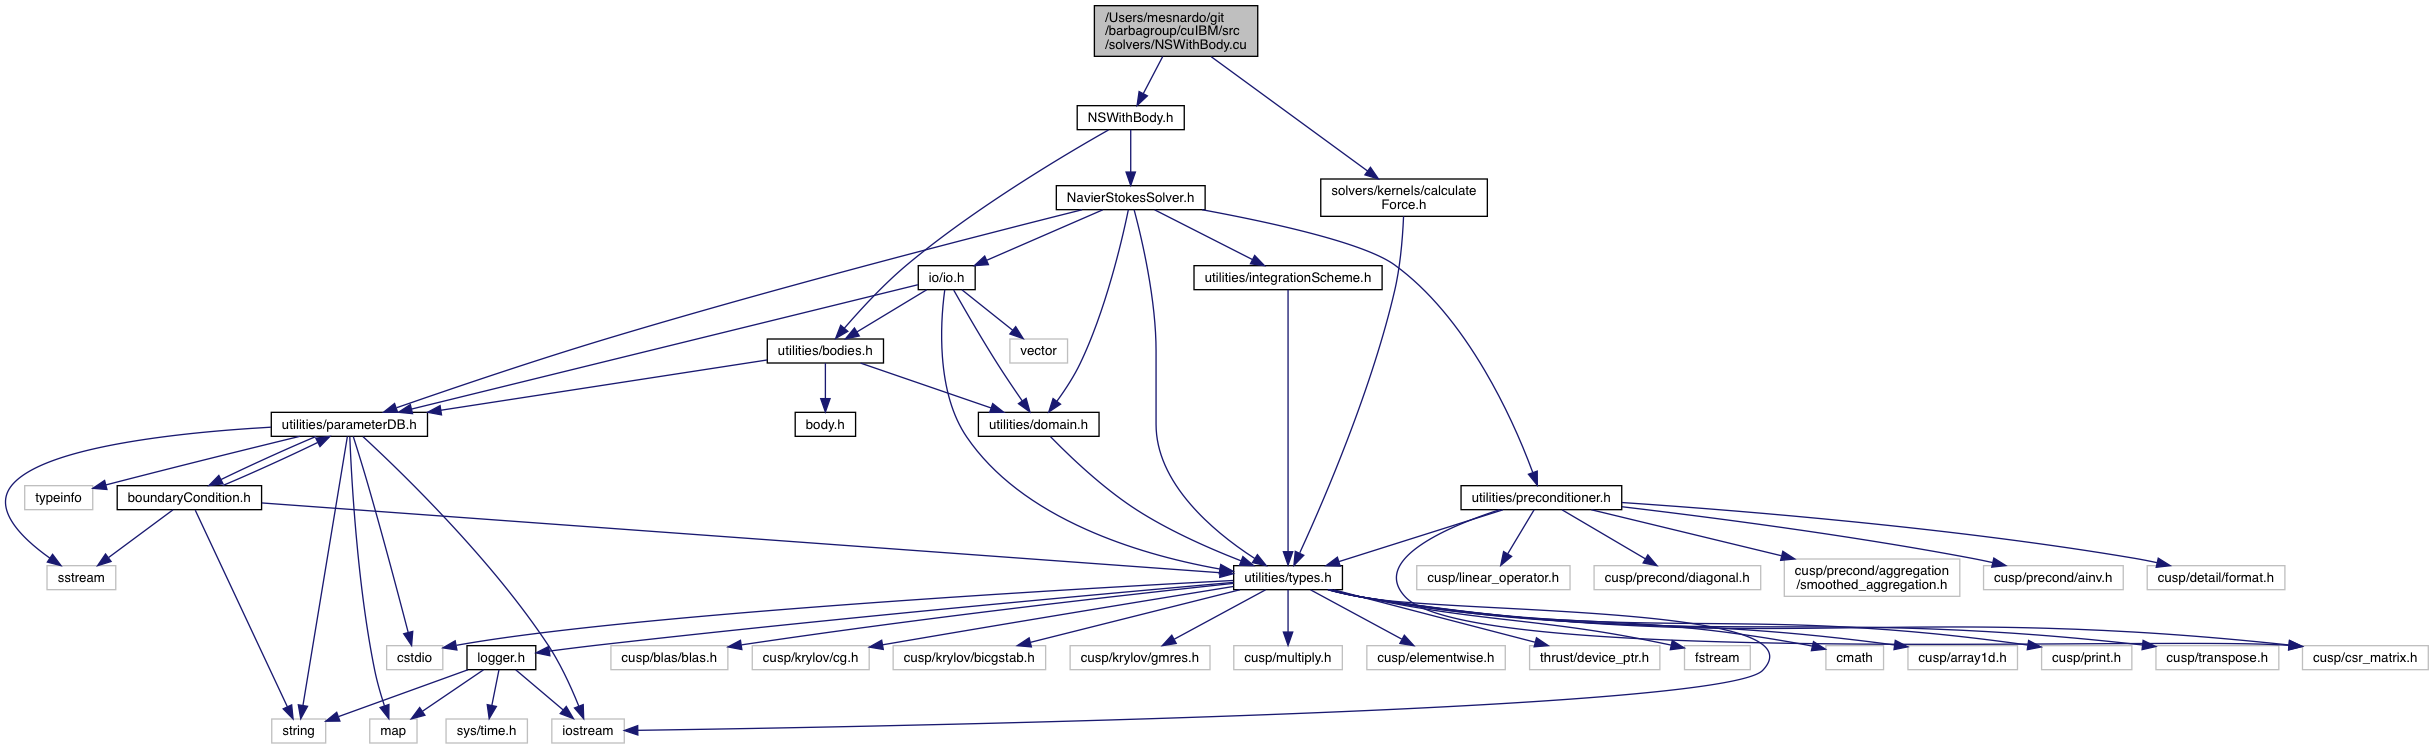 /Users/mesnardo/git
/barbagroup/cuIBM/src
/solvers/NSWithBody.cu
NSWithBody.h
solvers/kernels/calculate
Force.h
NavierStokesSolver.h
io/io.h
utilities/integrationScheme.h
utilities/bodies.h
vector
utilities/parameterDB.h
body.h
utilities/domain.h
typeinfo
boundaryCondition.h
utilities/preconditioner.h
sstream
utilities/types.h
cusp/linear_operator.h
cusp/precond/diagonal.h
cusp/precond/aggregation
/smoothed_aggregation.h
cusp/precond/ainv.h
cusp/detail/format.h
cstdio
logger.h
cusp/blas/blas.h
cusp/krylov/cg.h
cusp/krylov/bicgstab.h
cusp/krylov/gmres.h
cusp/multiply.h
cusp/elementwise.h
thrust/device_ptr.h
fstream
cmath
cusp/array1d.h
cusp/print.h
cusp/transpose.h
cusp/csr_matrix.h
string
map
sys/time.h
iostream